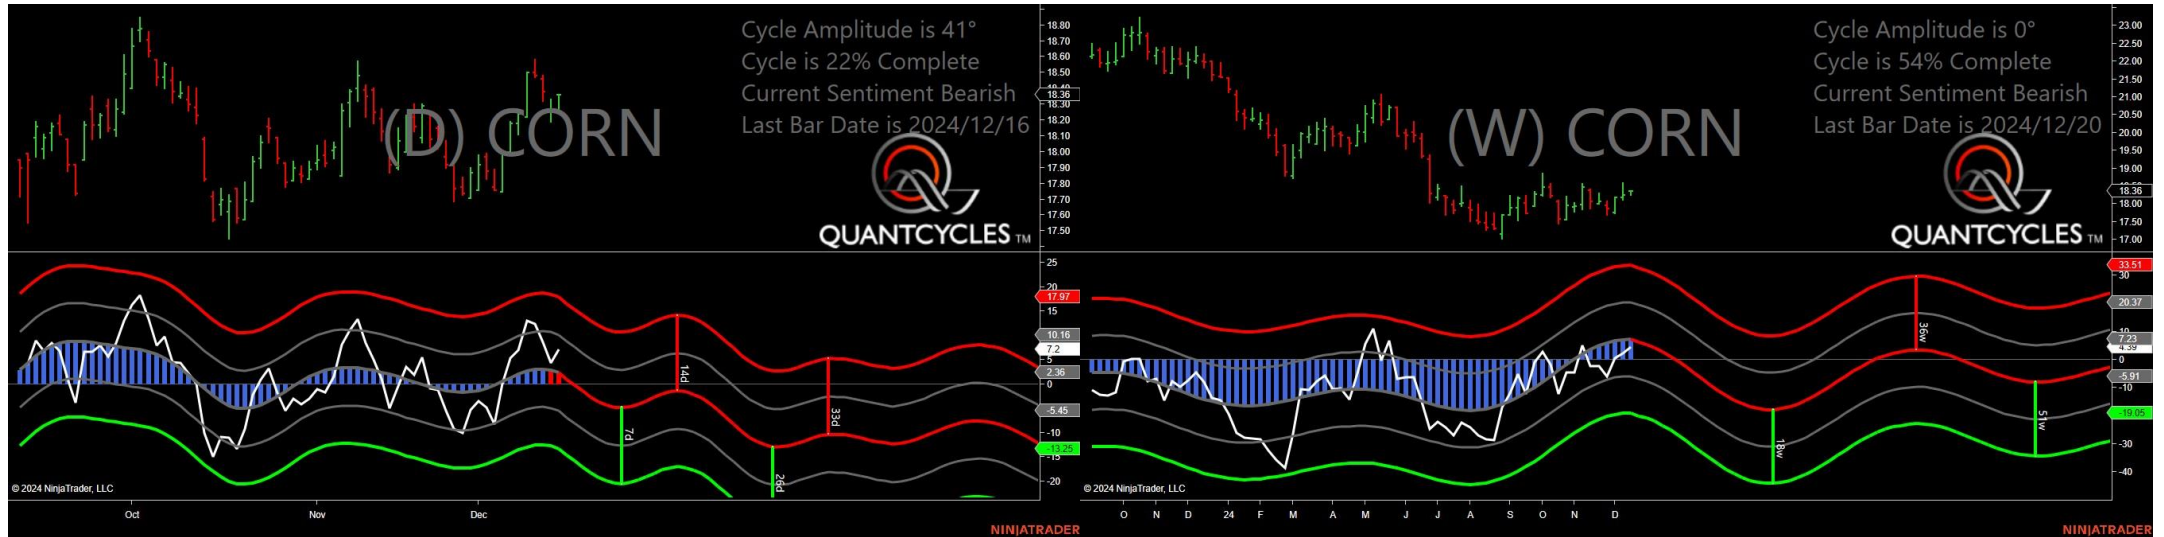 Cycle Amplitude is 41°
Cycle is 22% Complete
Current Sentiment Bearish
Last Bar Date is 2024/12/16
(D) CORN
QUANTCYCLES TM
18.80
18.70
18.60
18.50
18.36
18.30
18.20
18.10
18.00
17.90
17.80
17.70
17.60
17.50
25
20
17.97
15
10.16
7.2
5
2.36
0
-5.45
-10
-13.25
-15
-20
14d
7d
33d
26d
© 2024 NinjaTrader, LLC
Oct
Nov
Dec
NINJATRADER
Cycle Amplitude is 0°
Cycle is 54% Complete
Current Sentiment Bearish
Last Bar Date is 2024/12/20
(W) CORN
QUANTCYCLES TM
23.00
22.50
22.00
21.50
21.00
20.50
20.00
19.50
19.00
18.36
18.00
17.50
17.00
33.51
30
20.37
10
7.23
4.39
0
-5.91
-10
-19.05
-30
-40
36w
18w
51w
© 2024 NinjaTrader, LLC
O
N
D
24
F
M
A
M
J
J
A
S
O
N
D
NINJATRADER